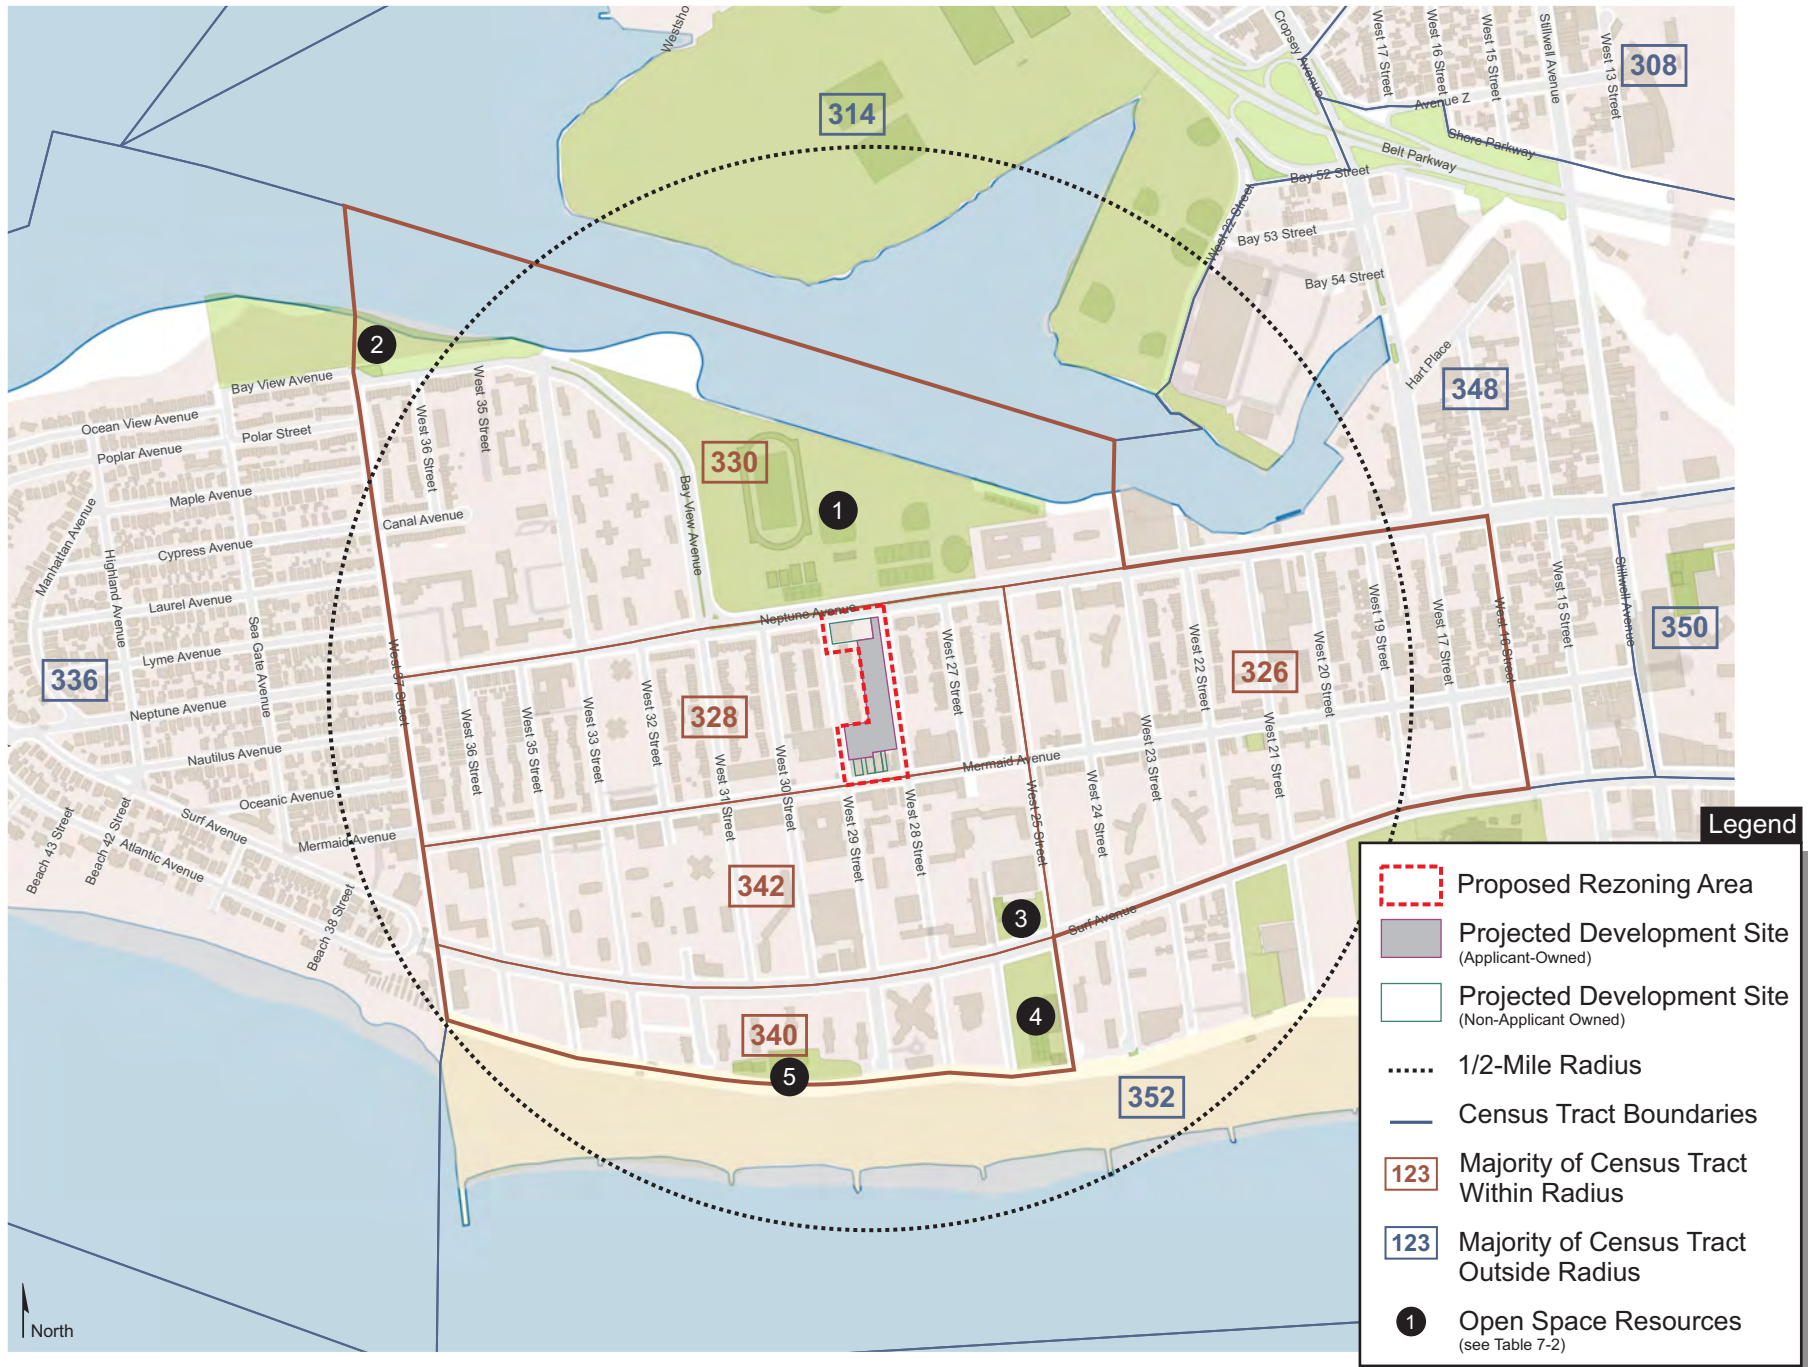 Westsho
Cropsey Avenue
West 17 Street
West 16 Street
West 15 Street
Stillwell Avenue
West 13 Street
308
Avenue Z
Shore Parkway
Belt Parkway
314
Bay 52 Street
West 22 Street
Bay 53 Street
Bay 54 Street
2
Bay View Avenue
Ocean View Avenue
Polar Street
Poplar Avenue
West 36 Street
West 35 Street
Hart Place
348
330
1
Maple Avenue
Manhattan Avenue
Canal Avenue
Bay View Avenue
Cypress Avenue
Highland Avenue
Laurel Avenue
Sea Gate Avenue
Neptune Avenue
West 37 Street
Lyme Avenue
336
Neptune Avenue
Nautilus Avenue
Oceanic Avenue
Surf Avenue
Mermaid Avenue
Atlantic Avenue
Beach 43 Street
Beach 42 Street
Beach 38 Street
West 36 Street
West 35 Street
West 33 Street
West 32 Street
328
West 31 Street
West 30 Street
West 29 Street
West 28 Street
West 27 Street
Mermaid Avenue
West 25 Street
West 24 Street
West 23 Street
West 22 Street
West 21 Street
326
West 20 Street
West 19 Street
West 17 Street
West 16 Street
West 15 Street
Stillwell Avenue
350
342
3
Surf Avenue
4
340
5
352
North
Legend
Proposed Rezoning Area
Projected Development Site
(Applicant-Owned)
Projected Development Site
(Non-Applicant Owned)
1/2-Mile Radius
Census Tract Boundaries
123 Majority of Census Tract
Within Radius
123 Majority of Census Tract
Outside Radius
1 Open Space Resources
(see Table 7-2)